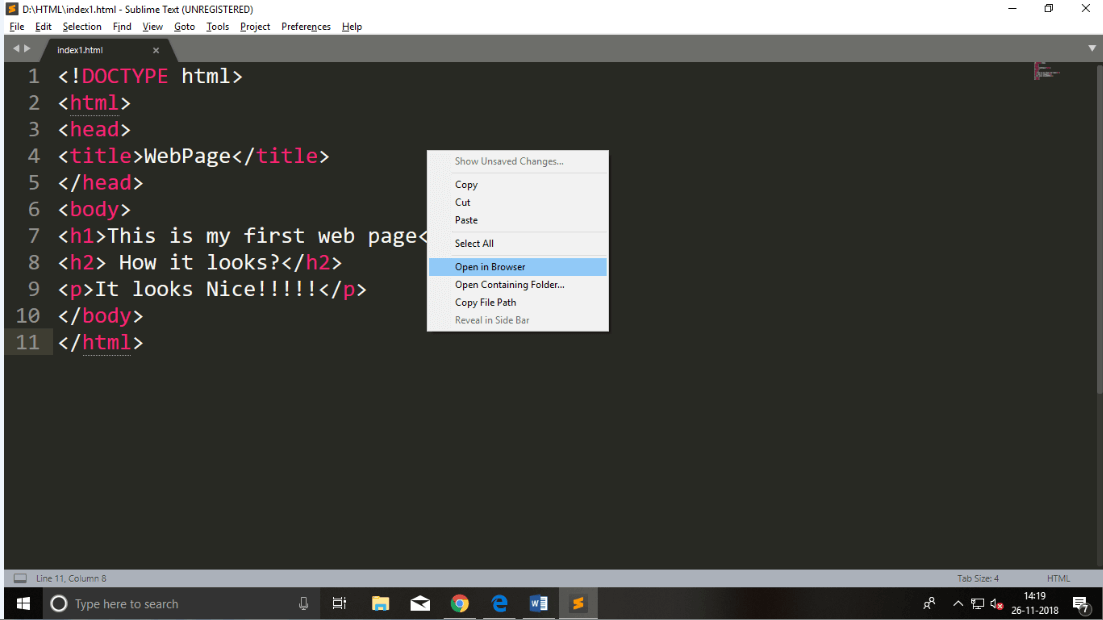 D:\HTML\index1.html - Sublime Text (UNREGISTERED)
File Edit Selection Find View Goto Tools Project Preferences Help
index1.html
1 <!DOCTYPE html>
2 <html>
3 <head>
4 <title>WebPage</title>
5 </head>
6 <body>
7 <h1>This is my first web page<
8 <h2> How it looks?</h2>
9 <p>It looks Nice!!!!!</p>
10 </body>
11 </html>
Show Unsaved Changes...
Copy
Cut
Paste
Select All
Open in Browser
Open Containing Folder...
Copy File Path
Reveal in Side Bar
Line 11, Column 8 Tab Size: 4 HTML
Type here to search
14:19
26-11-2018
7